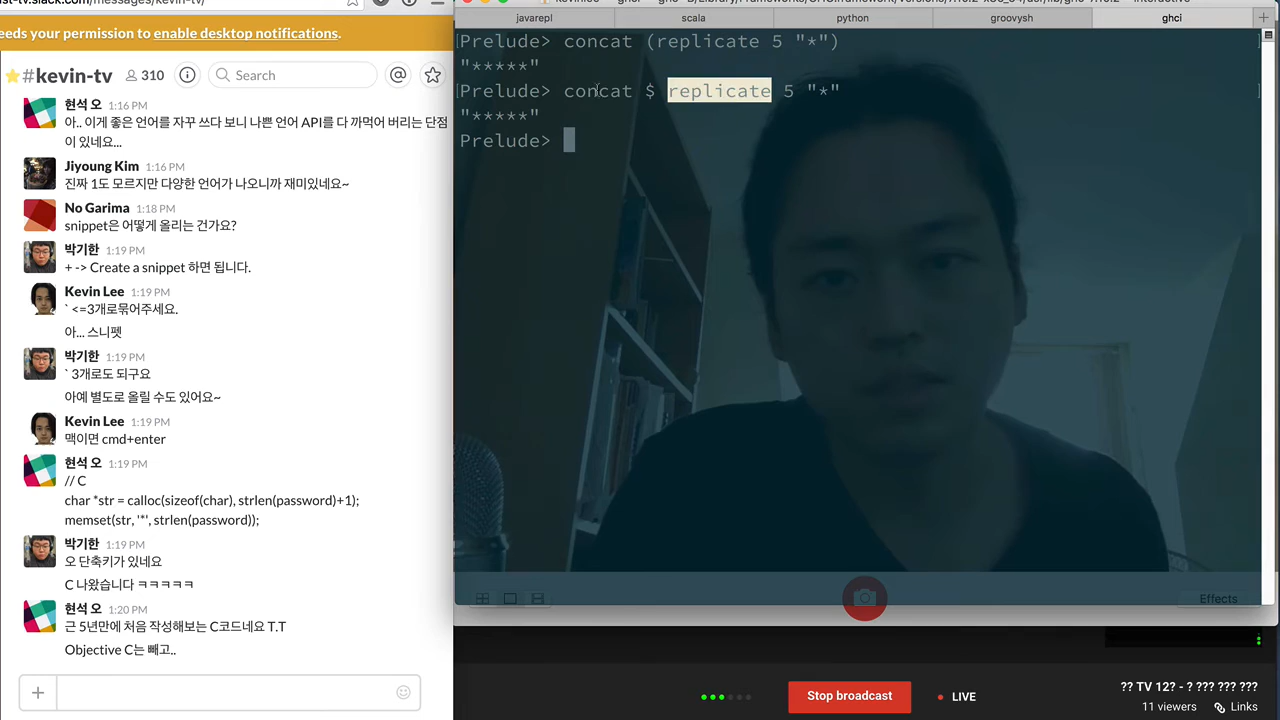 st-tv.slack.com/messages/kevin-tv/
eeds your permission to enable desktop notifications.
#kevin-tv
310
Search
현석 오 1:16 PM
아.. 이게 좋은 언어를 자꾸 쓰다 보니 나쁜 언어 API를 다 까먹어 버리는 단점
이 있네요...
Jiyoung Kim 1:16 PM
진짜 1도 모르지만 다양한 언어가 나오니까 재미있네요~
No Garima 1:18 PM
snippet은 어떻게 올리는 건가요?
박기한 1:19 PM
+ -> Create a snippet 하면 됩니다.
Kevin Lee 1:19 PM
` <=3개로묶어주세요.
아... 스니펫
박기한 1:19 PM
` 3개로도 되구요
아예 별도로 올릴 수도 있어요~
Kevin Lee 1:19 PM
맥이면 cmd+enter
현석 오 1:19 PM
// C
char *str = calloc(sizeof(char), strlen(password)+1);
memset(str, '*', strlen(password));
박기한 1:19 PM
오 단축키가 있네요
C 나왔습니다 ㅋㅋㅋㅋㅋ
현석 오 1:20 PM
근 5년만에 처음 작성해보는 C코드네요 T.T
Objective C는 빼고..
javarepl
scala
python
groovysh
ghci
Prelude> concat (replicate 5 "*")
"*****"
Prelude> concat $ replicate 5 "*"
"*****"
Prelude>
Effects
Stop broadcast
LIVE
?? TV 12? - ? ??? ??? ???
11 viewers
Links